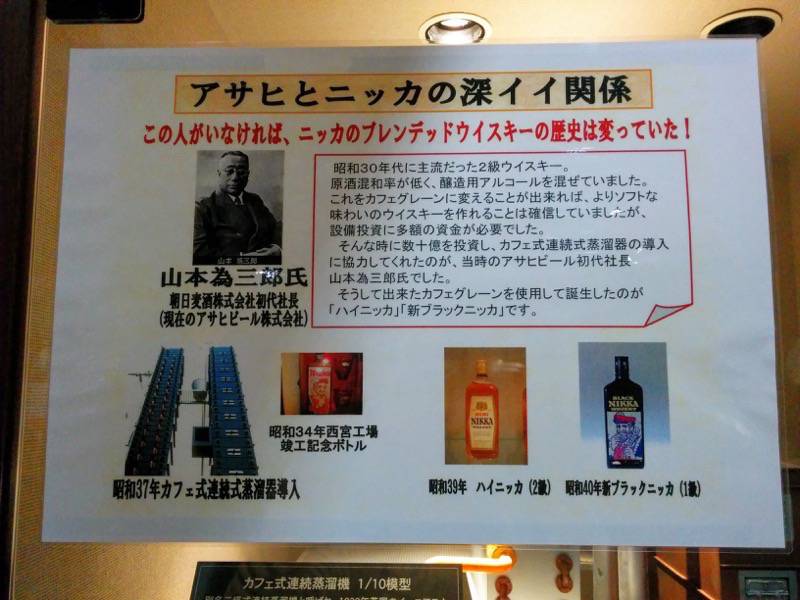 アサヒとニッカの深イイ関係
この人がいなければ、ニッカのブレンデッドウイスキーの歴史は変っていた！
山本 為三郎
山本為三郎氏
朝日麦酒株式会社初代社長
（現在のアサヒビール株式会社）
昭和３０年代に主流だった２級ウイスキー。
原酒混和率が低く、醸造用アルコールを混ぜていました。
これをカフェグレーンに変えることが出来れば、よりソフトな
味わいのウイスキーを作れることは確信していましたが、
設備投資に多額の資金が必要でした。
そんな時に数十億を投資し、カフェ式連続式蒸溜器の導入
に協力してくれたのが、当時のアサヒビール初代社長
山本為三郎氏でした。
そうして出来たカフェグレーンを使用して誕生したのが
「ハイニッカ」「新ブラックニッカ」です。
昭和37年カフェ式連続式蒸溜器導入
昭和３４年西宮工場
竣工記念ボトル
NIKKA
昭和39年　ハイニッカ（2級）
BLACK
NIKKA
WHISKY
昭和40年新ブラックニッカ（1級）
カフェ式連続蒸溜機 1/10模型